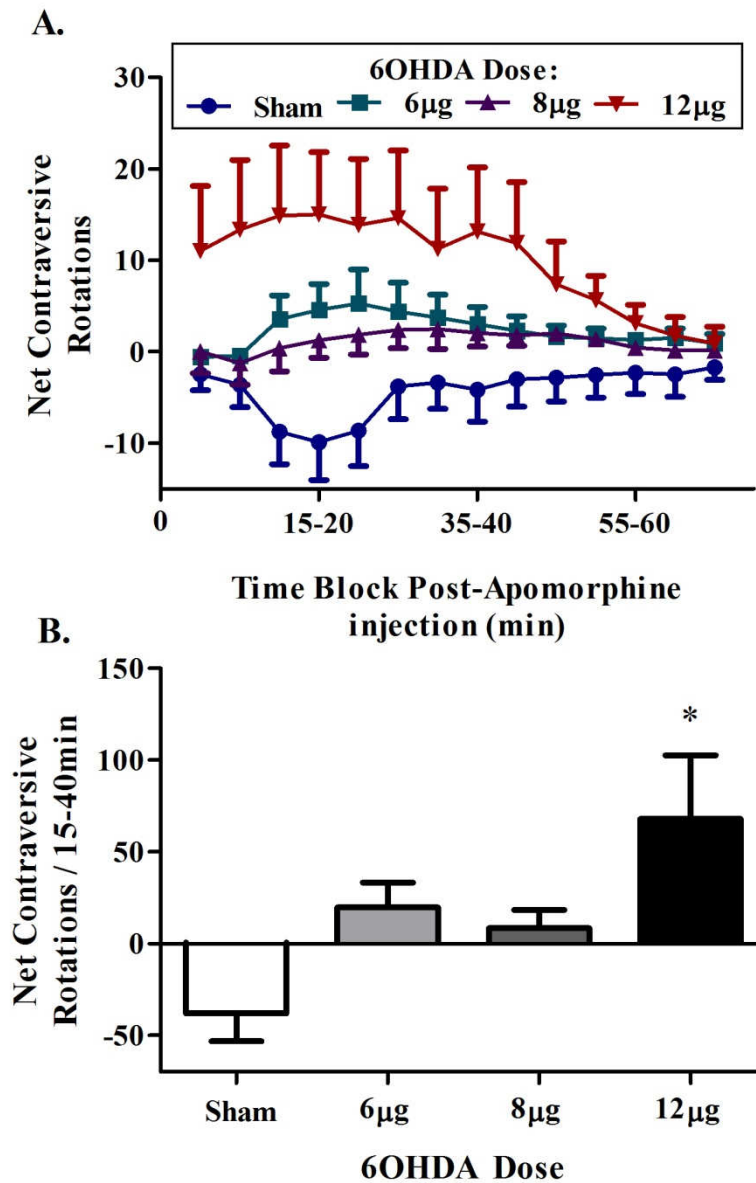 A.
6OHDA Dose:
Sham 6µg 8µg 12µg
30
20
10
0
-10
Net Contraversive
Rotations
0 15-20 35-40 55-60
Time Block Post-Apomorphine
injection (min)
B.
150
100
50
0
-50
Net Contraversive
Rotations / 15-40min
*
Sham 6µg 8µg 12µg
6OHDA Dose